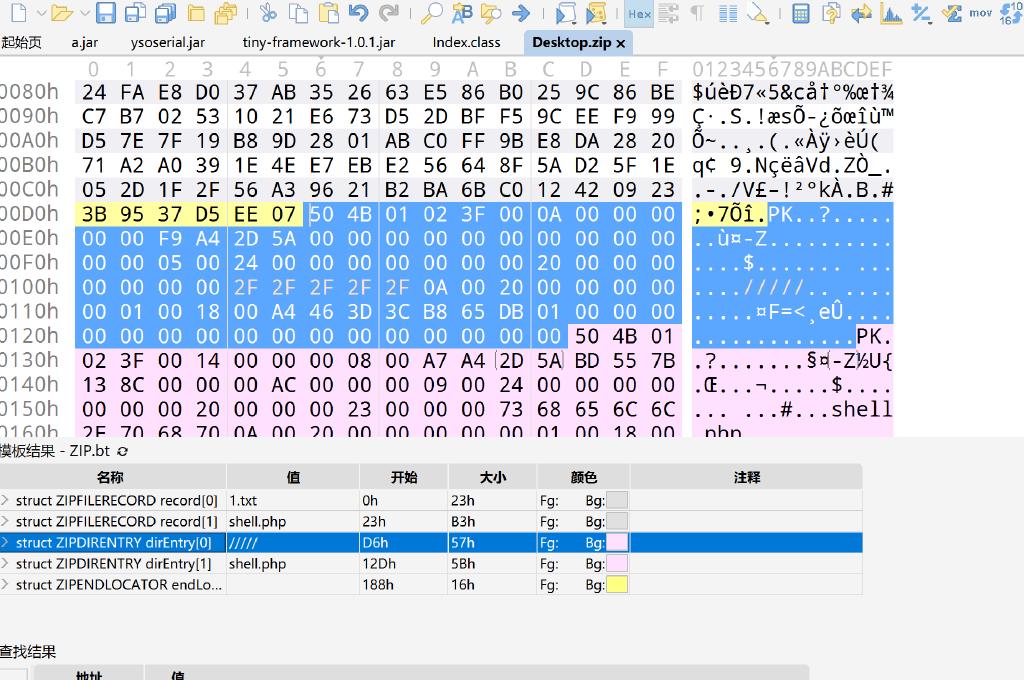 Hex mov
起始页 a.jar ysoserial.jar tiny-framework-1.0.1.jar Index.class Desktop.zip ×
0 1 2 3 4 5 6 7 8 9 A B C D E F 0123456789ABCDEF
0080h 24 FA E8 D0 37 AB 35 26 63 E5 86 B0 25 9C 86 BE $úèÐ7«5&cå†°%œ†¾
0090h C7 B7 02 53 10 21 E6 73 D5 2D BF F5 9C EE F9 99 Ç·.S.!æsÕ-¿õœîù™
00A0h D5 7E 7F 19 B8 9D 28 01 AB C0 FF 9B E8 DA 28 20 Õ~..¸.(.«Àÿ›èÚ(
00B0h 71 A2 A0 39 1E 4E E7 EB E2 56 64 8F 5A D2 5F 1E q¢ 9.NçëâVd.ZÒ_.
00C0h 05 2D 1F 2F 56 A3 96 21 B2 BA 6B C0 12 42 09 23 .-./V£–!²ºkÀ.B.#
00D0h 3B 95 37 D5 EE 07 50 4B 01 02 3F 00 0A 00 00 00 ;•7Õî.PK..?.....
00E0h 00 00 F9 A4 2D 5A 00 00 00 00 00 00 00 00 00 00 ..ù¤-Z..........
00F0h 00 00 05 00 24 00 00 00 00 00 00 00 20 00 00 00 ....$....... ...
0100h 00 00 00 00 2F 2F 2F 2F 2F 0A 00 20 00 00 00 00 ..../////.. ....
0110h 00 01 00 18 00 A4 46 3D 3C B8 65 DB 01 00 00 00 .....¤F=<¸eÛ....
0120h 00 00 00 00 00 00 00 00 00 00 00 00 00 50 4B 01 .............PK.
0130h 02 3F 00 14 00 00 00 08 00 A7 A4 2D 5A BD 55 7B .?.......§¤-Z½U{
0140h 13 8C 00 00 00 AC 00 00 00 09 00 24 00 00 00 00 .Œ...¬.....$....
0150h 00 00 00 20 00 00 00 23 00 00 00 73 68 65 6C 6C ... ...#...shell
0160h 2E 70 68 70 0A 00 20 00 00 00 00 00 01 00 18 00 .php
模板结果 - ZIP.bt
名称 值 开始 大小 颜色 注释
struct ZIPFILERECORD record[0] 1.txt 0h 23h Fg: Bg:
struct ZIPFILERECORD record[1] shell.php 23h B3h Fg: Bg:
struct ZIPDIRENTRY dirEntry[0] ///// D6h 57h Fg: Bg:
struct ZIPDIRENTRY dirEntry[1] shell.php 12Dh 5Bh Fg: Bg:
struct ZIPENDLOCATOR endLo... 188h 16h Fg: Bg:
查找结果
地址 值